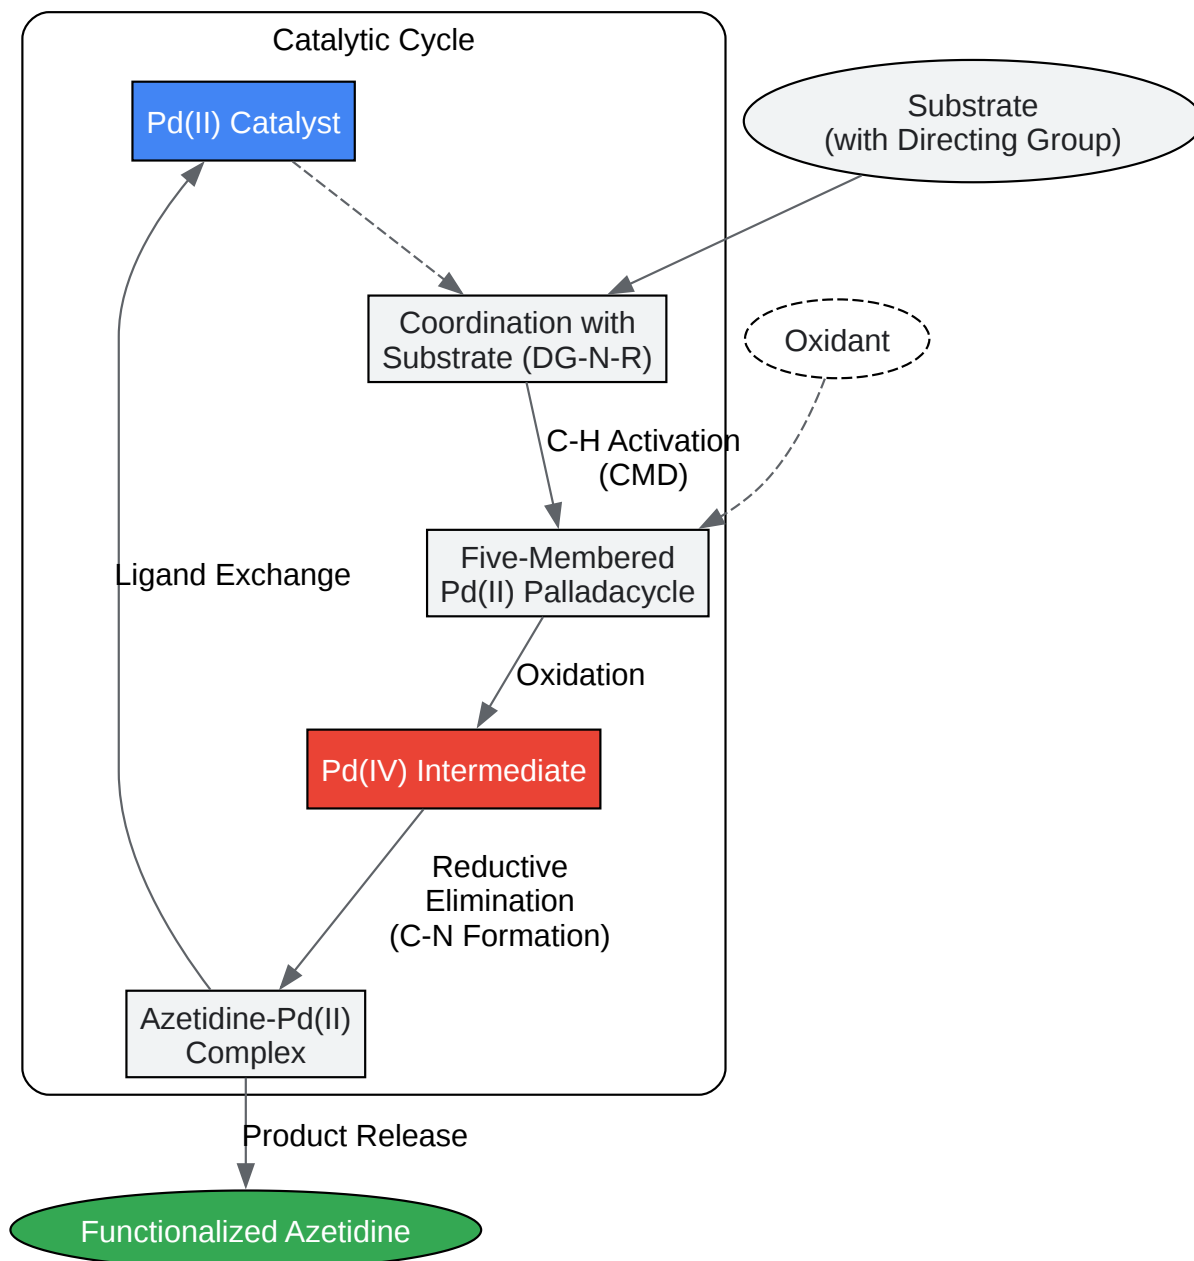 Catalytic Cycle
Pd(II) Catalyst
Substrate
(with Directing Group)
Coordination with
Substrate (DG-N-R)
Oxidant
C-H Activation
(CMD)
Five-Membered
Pd(II) Palladacycle
Ligand Exchange
Oxidation
Pd(IV) Intermediate
Reductive
Elimination
(C-N Formation)
Azetidine-Pd(II)
Complex
Product Release
Functionalized Azetidine